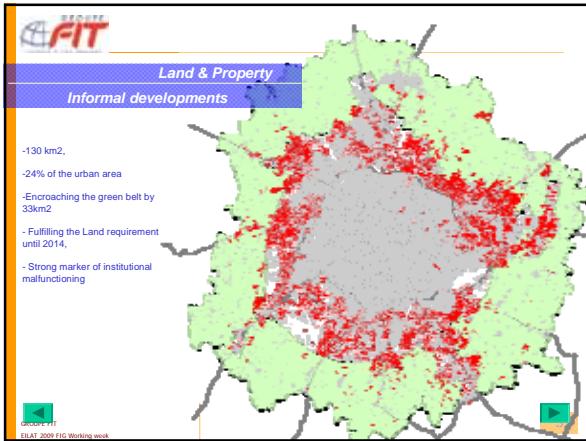 GROUPE
FIT
Land & Property
Informal developments
-130 km2,
-24% of the urban area
-Encroaching the green belt by
33km2
- Fulfilling the Land requirement
until 2014,
- Strong marker of institutional
malfunctioning
GROUPE FIT
EILAT 2009 FIG Working week